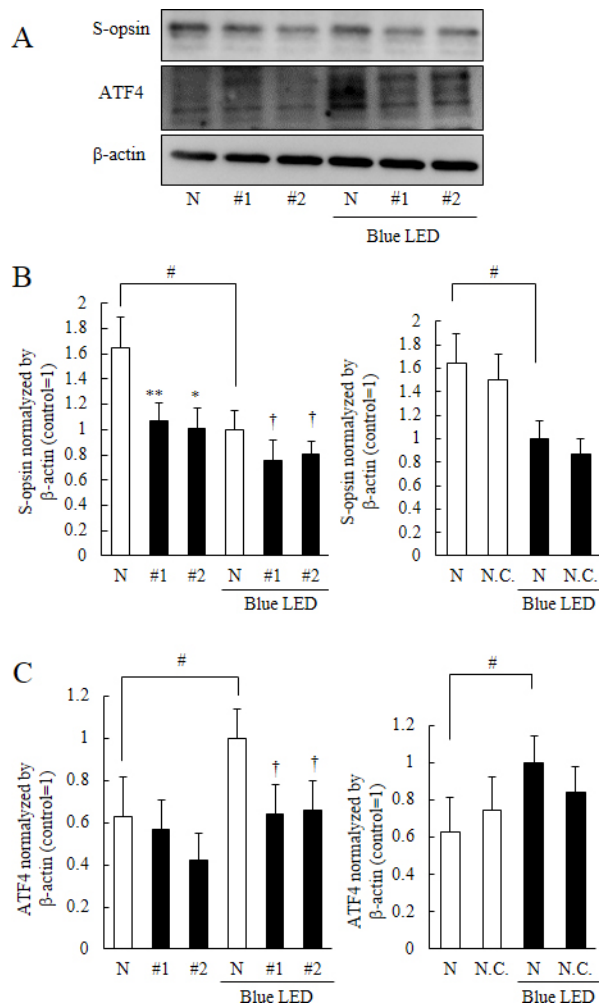 A
S-opsin
ATF4
β-actin
N #1 #2 N #1 #2
Blue LED
B
#
S-opsin normalyzed by
β-actin (control=1)
2
1.8
1.6
1.4
1.2
1
0.8
0.6
0.4
0.2
0
** * † †
N #1 #2 N #1 #2
Blue LED
#
S-opsin normalyzed by
β-actin (control=1)
2
1.8
1.6
1.4
1.2
1
0.8
0.6
0.4
0.2
0
N N.C. N N.C.
Blue LED
C
#
ATF4 normalyzed by
β-actin (control=1)
1.2
1
0.8
0.6
0.4
0.2
0
† †
N #1 #2 N #1 #2
Blue LED
#
ATF4 normalyzed by
β-actin (control=1)
1.2
1
0.8
0.6
0.4
0.2
0
N N.C. N N.C.
Blue LED